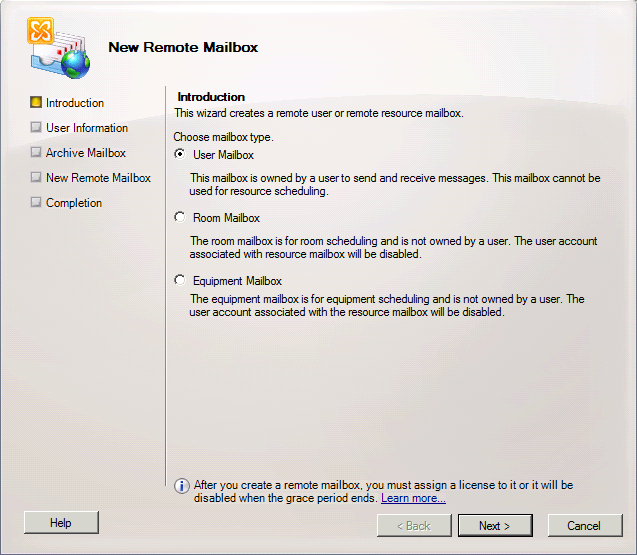 New Remote Mailbox
Introduction
User Information
Archive Mailbox
New Remote Mailbox
Completion
Introduction
This wizard creates a remote user or remote resource mailbox.
Choose mailbox type.
User Mailbox
This mailbox is owned by a user to send and receive messages. This mailbox cannot be
used for resource scheduling.
Room Mailbox
The room mailbox is for room scheduling and is not owned by a user. The user account
associated with resource mailbox will be disabled.
Equipment Mailbox
The equipment mailbox is for equipment scheduling and is not owned by a user. The
user account associated with the resource mailbox will be disabled.
After you create a remote mailbox, you must assign a license to it or it will be
disabled when the grace period ends. Learn more...
Help
< Back
Next >
Cancel